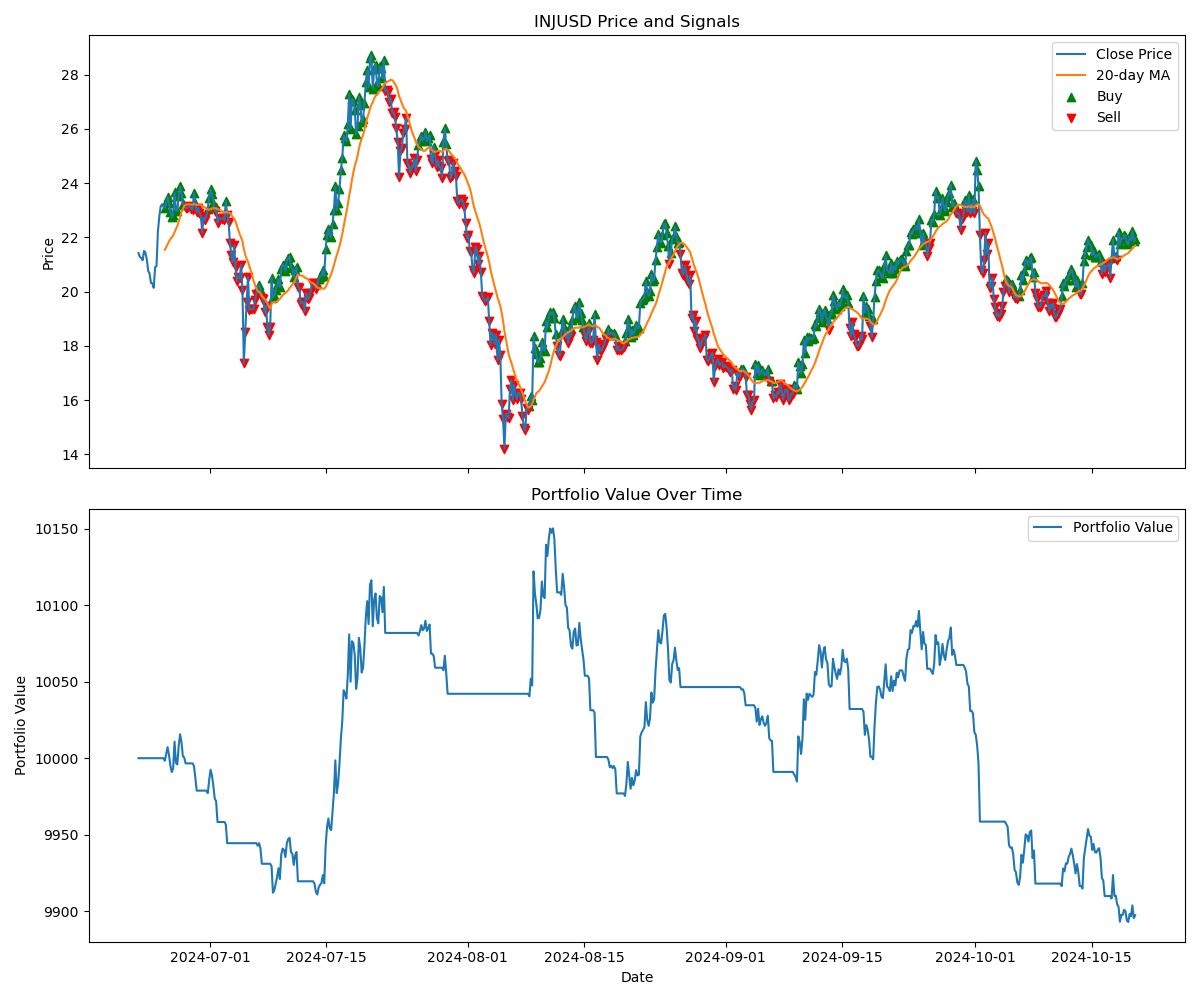 INJUSD Price and Signals
Close Price
20-day MA
Buy
Sell
Price
28
26
24
22
20
18
16
14
Portfolio Value Over Time
Portfolio Value
Portfolio Value
10150
10100
10050
10000
9950
9900
2024-07-01
2024-07-15
2024-08-01
2024-08-15
2024-09-01
2024-09-15
2024-10-01
2024-10-15
Date